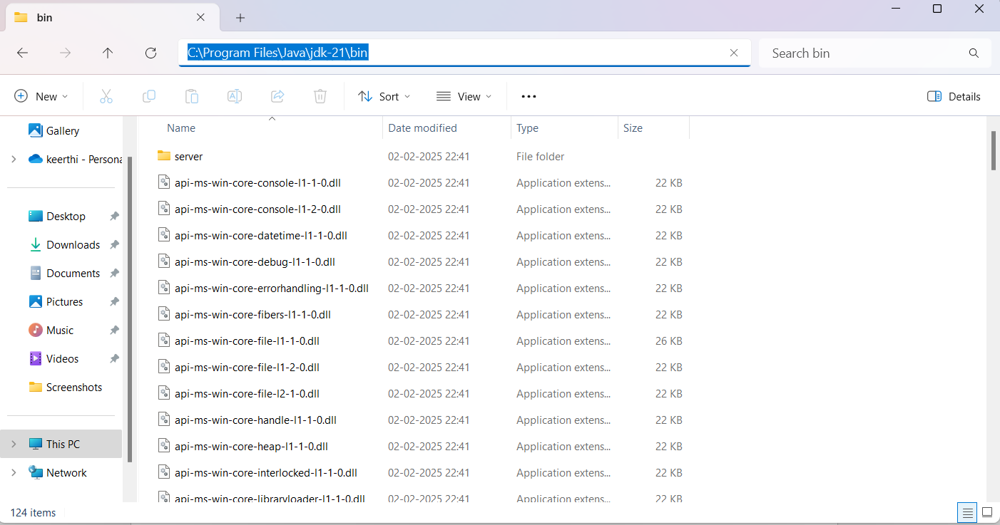 bin
C:\Program Files\Java\jdk-21\bin
Search bin
New
Sort
View
Details
Gallery
keerthi - Persona
Desktop
Downloads
Documents
Pictures
Music
Videos
Screenshots
This PC
Network
Name Date modified Type Size
server 02-02-2025 22:41 File folder
api-ms-win-core-console-l1-1-0.dll 02-02-2025 22:41 Application extens... 22 KB
api-ms-win-core-console-l1-2-0.dll 02-02-2025 22:41 Application extens... 22 KB
api-ms-win-core-datetime-l1-1-0.dll 02-02-2025 22:41 Application extens... 22 KB
api-ms-win-core-debug-l1-1-0.dll 02-02-2025 22:41 Application extens... 22 KB
api-ms-win-core-errorhandling-l1-1-0.dll 02-02-2025 22:41 Application extens... 22 KB
api-ms-win-core-fibers-l1-1-0.dll 02-02-2025 22:41 Application extens... 22 KB
api-ms-win-core-file-l1-1-0.dll 02-02-2025 22:41 Application extens... 26 KB
api-ms-win-core-file-l1-2-0.dll 02-02-2025 22:41 Application extens... 22 KB
api-ms-win-core-file-l2-1-0.dll 02-02-2025 22:41 Application extens... 22 KB
api-ms-win-core-handle-l1-1-0.dll 02-02-2025 22:41 Application extens... 22 KB
api-ms-win-core-heap-l1-1-0.dll 02-02-2025 22:41 Application extens... 22 KB
api-ms-win-core-interlocked-l1-1-0.dll 02-02-2025 22:41 Application extens... 22 KB
api-ms-win-core-libraryloader-l1-1-0.dll 02-02-2025 22:41 Application extens... 22 KB
124 items